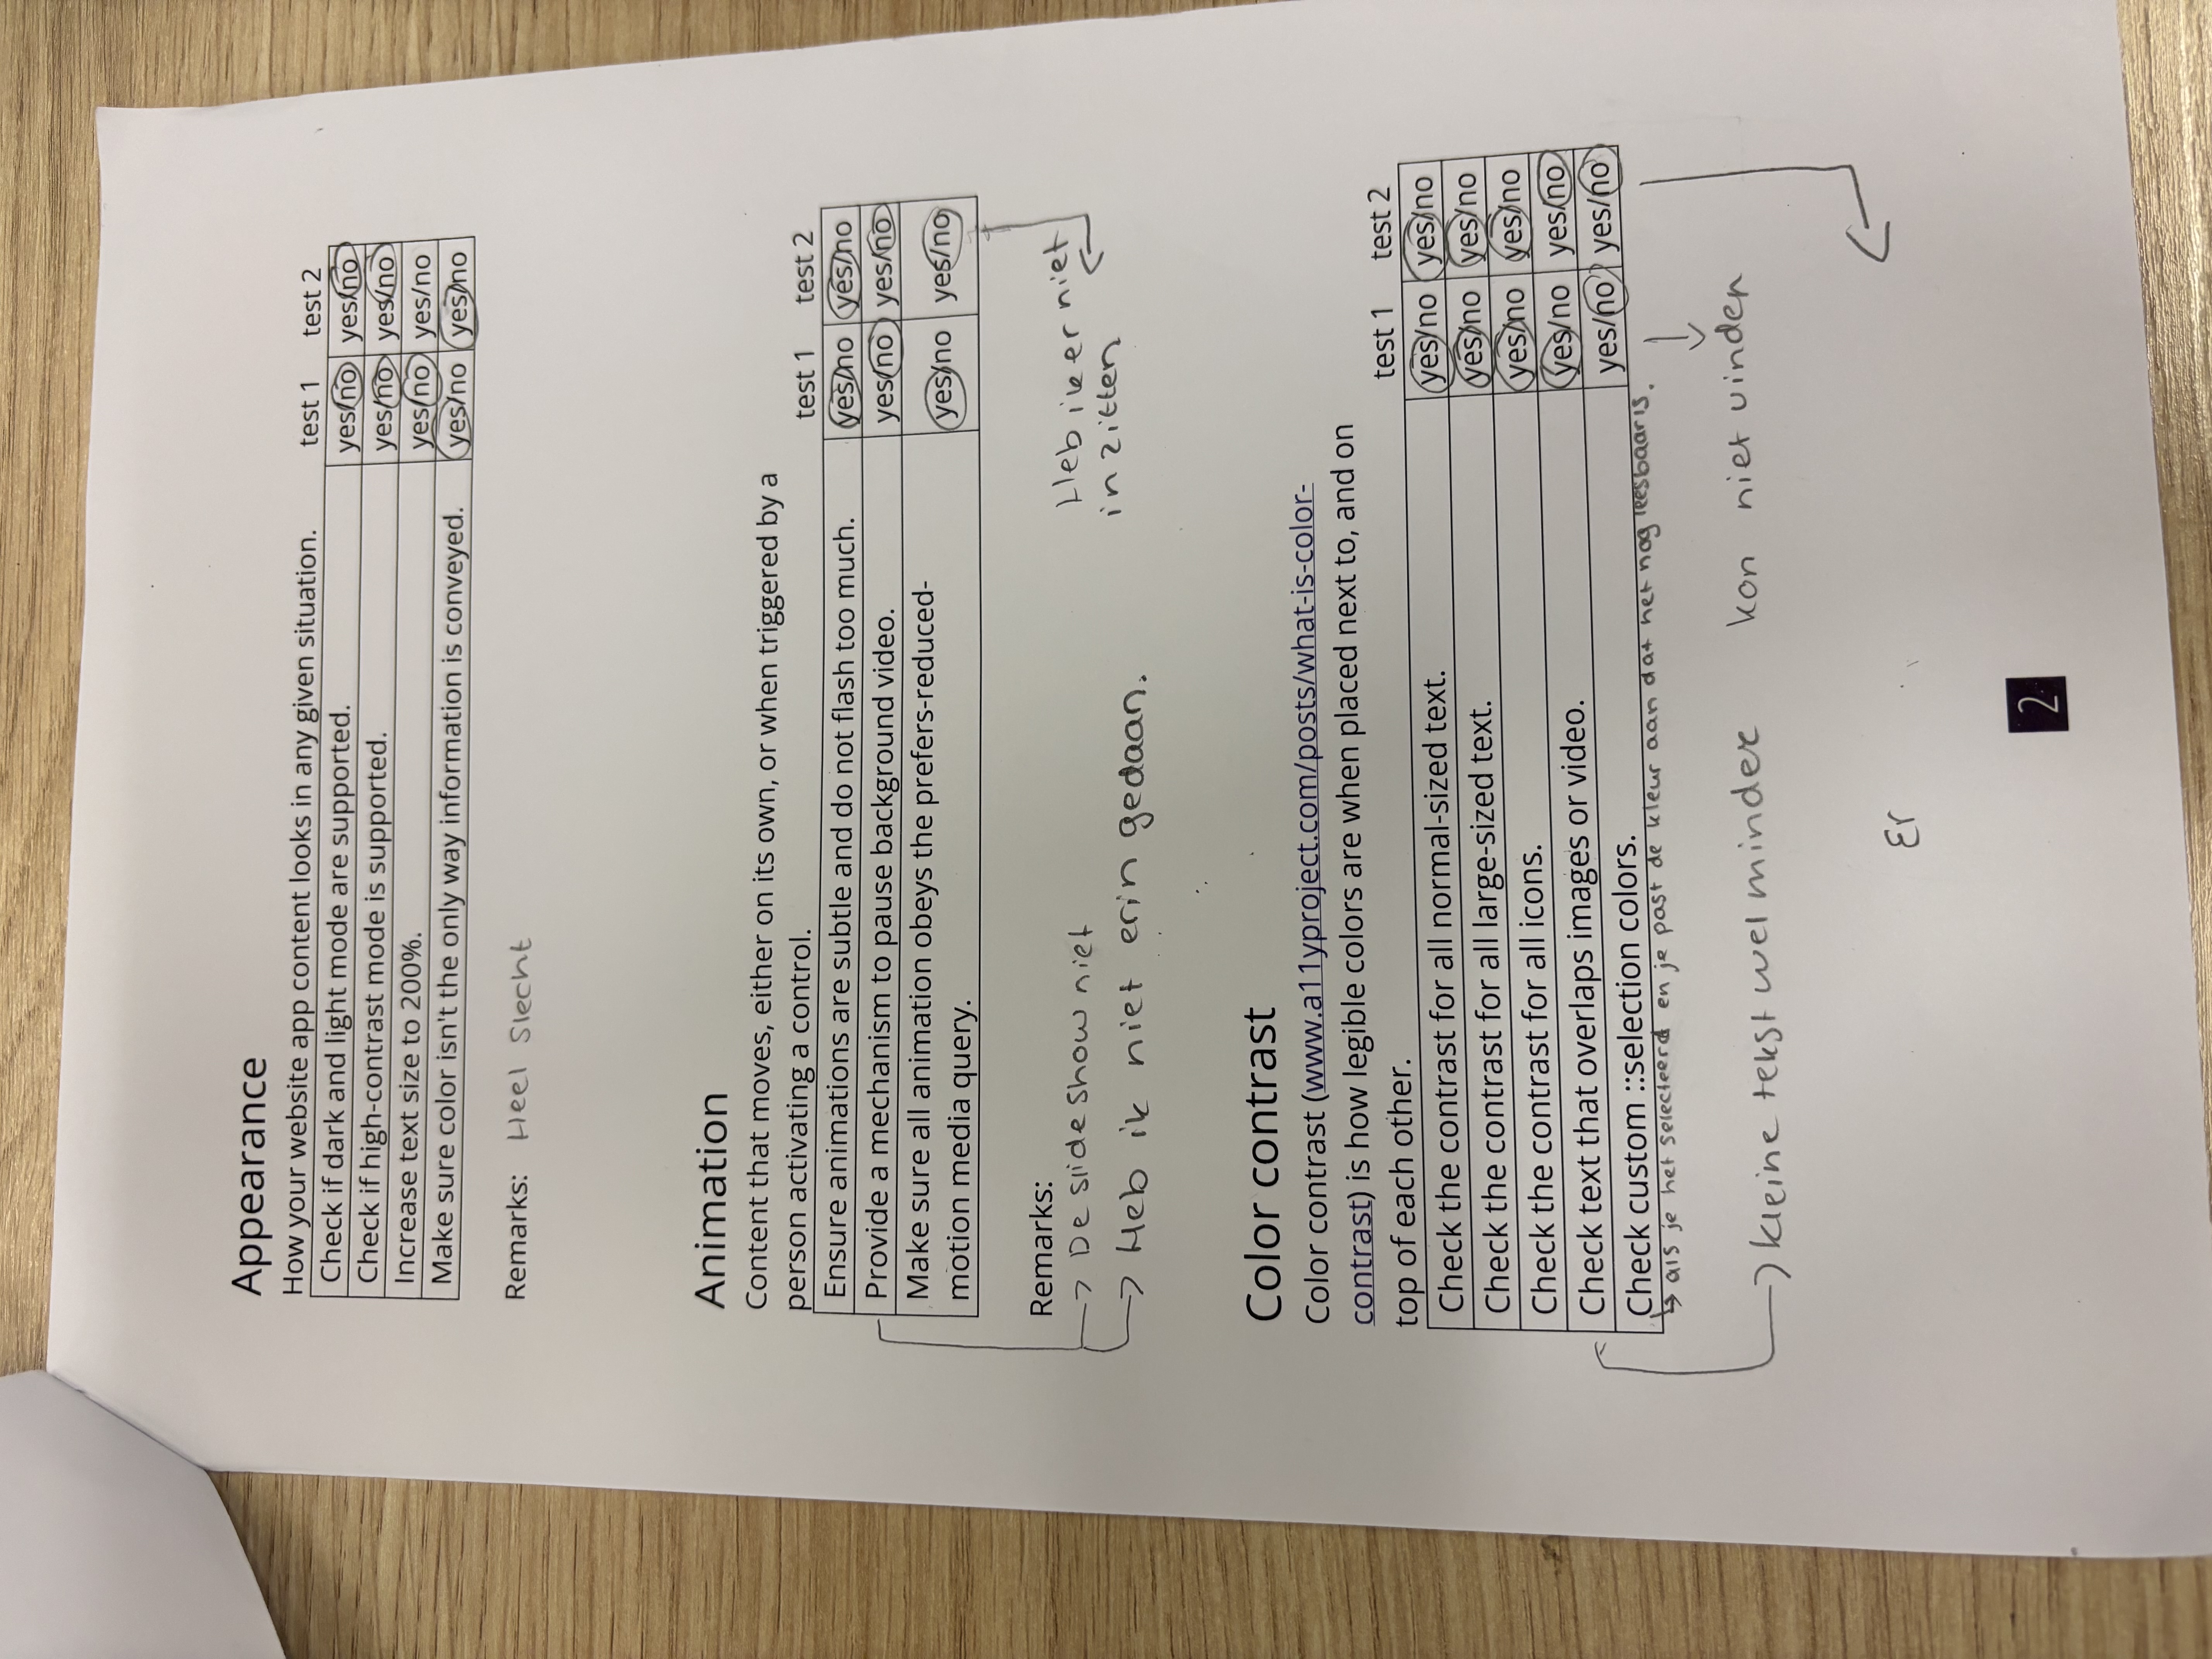 Appearance
How your website app content looks in any given situation. test 1 test 2
Check if dark and light mode are supported. yes/no yes/no
Check if high-contrast mode is supported. yes/no yes/no
Increase text size to 200%. yes/no yes/no
Make sure color isn't the only way information is conveyed. yes/no yes/no
Remarks: Heel slecht
Animation
Content that moves, either on its own, or when triggered by a
person activating a control. test 1 test 2
Ensure animations are subtle and do not flash too much. yes/no yes/no
Provide a mechanism to pause background video. yes/no yes/no
Make sure all animation obeys the prefers-reduced-
motion media query. yes/no yes/no
Remarks:
→ De slideshow niet
→ Heb ik niet erin gedaan.
Heb ik er niet
in zitten
Color contrast
Color contrast (www.a11yproject.com/posts/what-is-color-
contrast) is how legible colors are when placed next to, and on
top of each other. test 1 test 2
Check the contrast for all normal-sized text. yes/no yes/no
Check the contrast for all large-sized text. yes/no yes/no
Check the contrast for all icons. yes/no yes/no
Check text that overlaps images or video. yes/no yes/no
Check custom ::selection colors. yes/no yes/no
↳ als je het selecteerd en je past de kleur aan dat het nog leesbaar is.
→ kleine tekst wel minder
kon niet vinden
Er
2